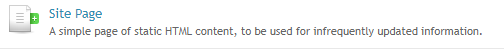 Site Page
A simple page of static HTML content, to be used for infrequently updated information.